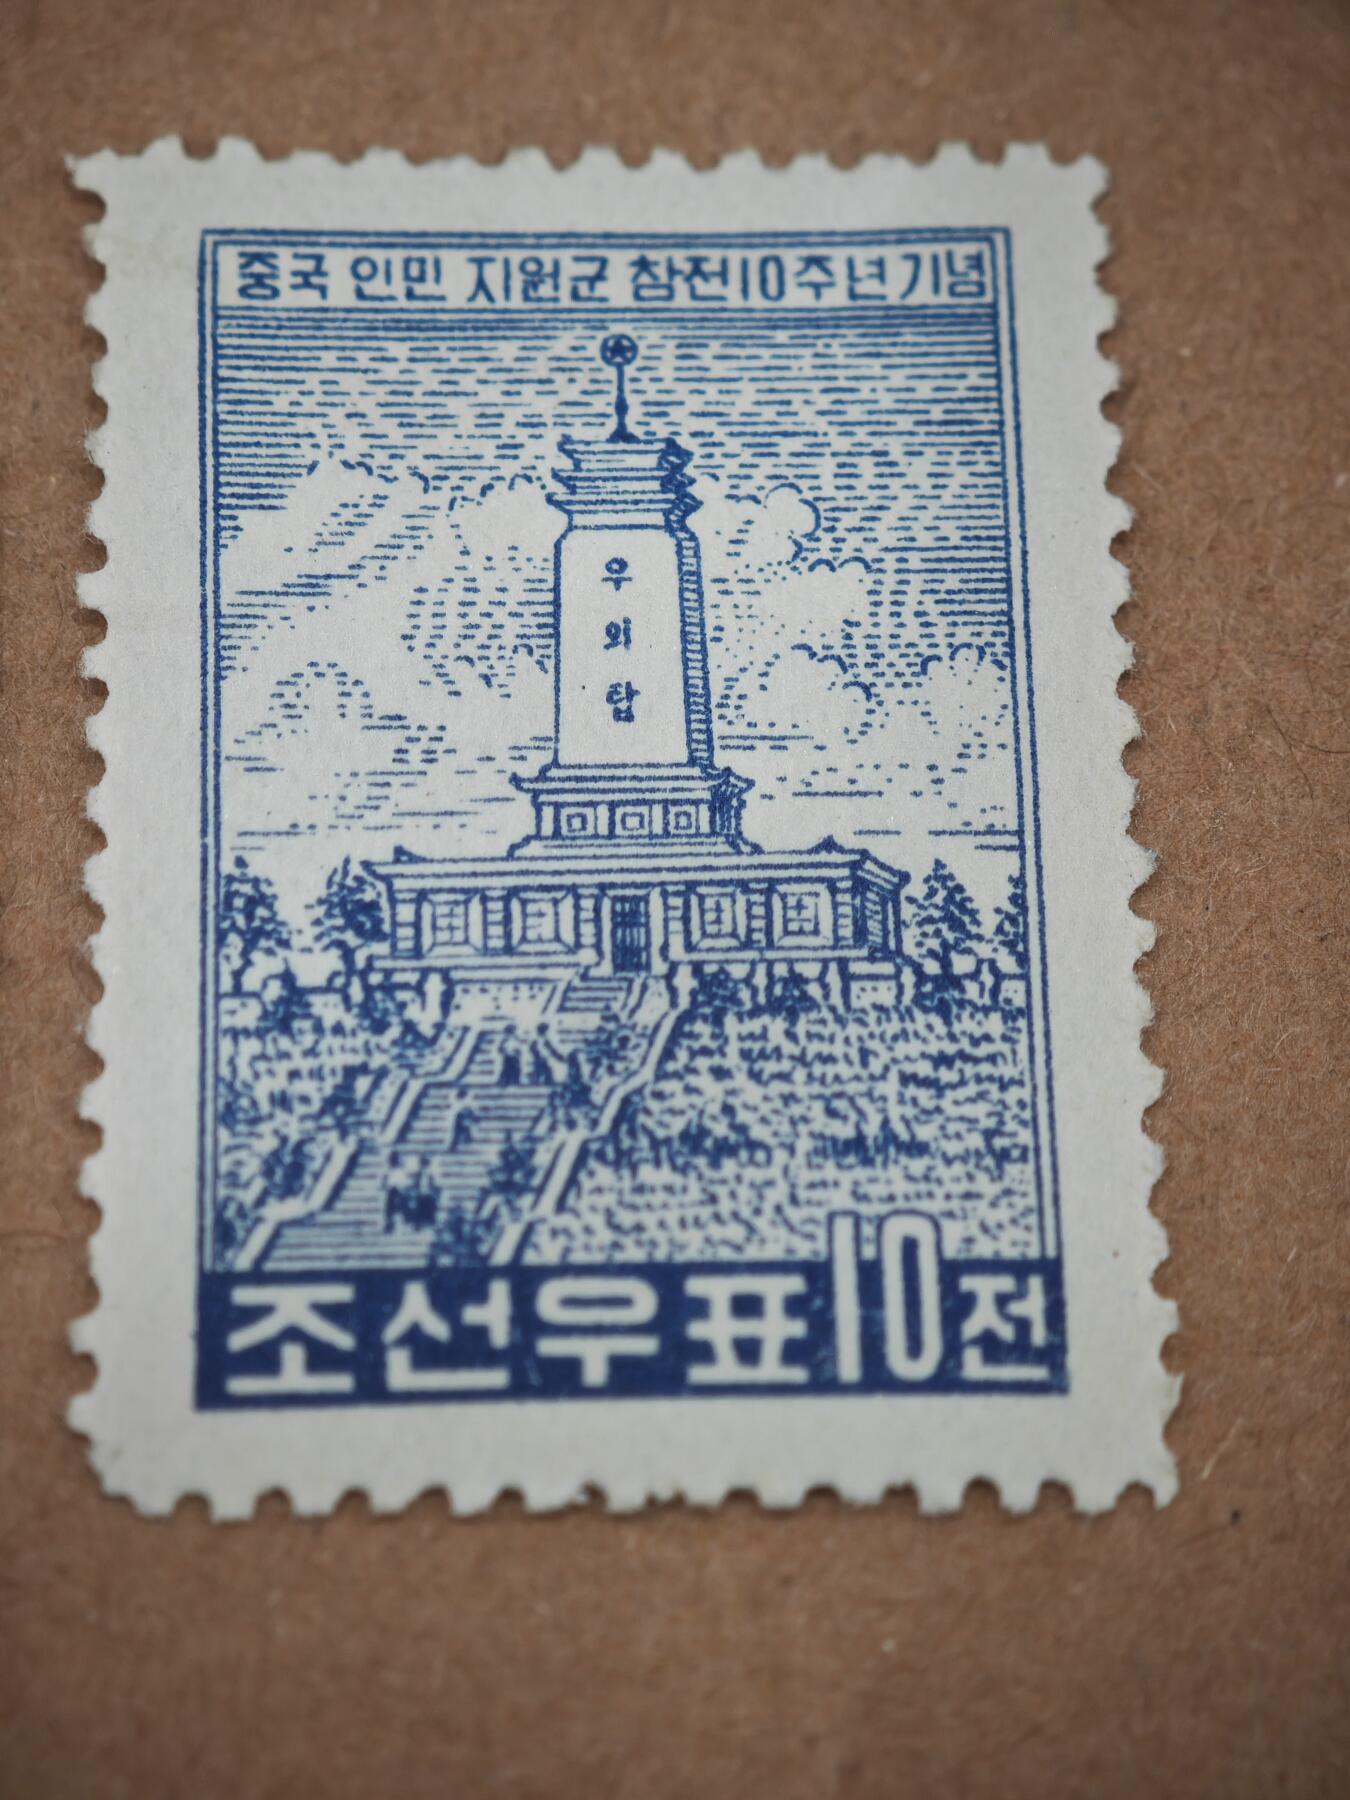 중국 인민 지원군 참전10주년기념
우
의
탑
조선우표10전